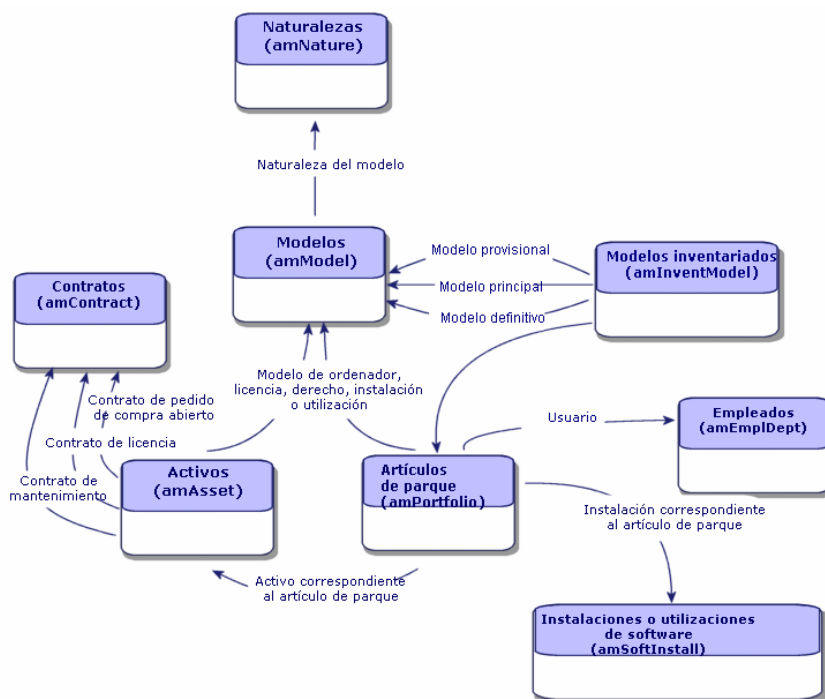 Naturalezas
(amNature)
Naturaleza del modelo
Modelos
(amModel)
Modelo provisional
Modelo principal
Modelo definitivo
Modelos inventariados
(amInventModel)
Contratos
(amContract)
Modelo de ordenador,
licencia, derecho, instalación
o utilización
Contrato de pedido
de compra abierto
Contrato de licencia
Contrato de
mantenimiento
Usuario
Empleados
(amEmplDept)
Activos
(amAsset)
Artículos
de parque
(amPortfolio)
Instalación correspondiente
al artículo de parque
Activo correspondiente
al artículo de parque
Instalaciones o utilizaciones
de software
(amSoftInstall)